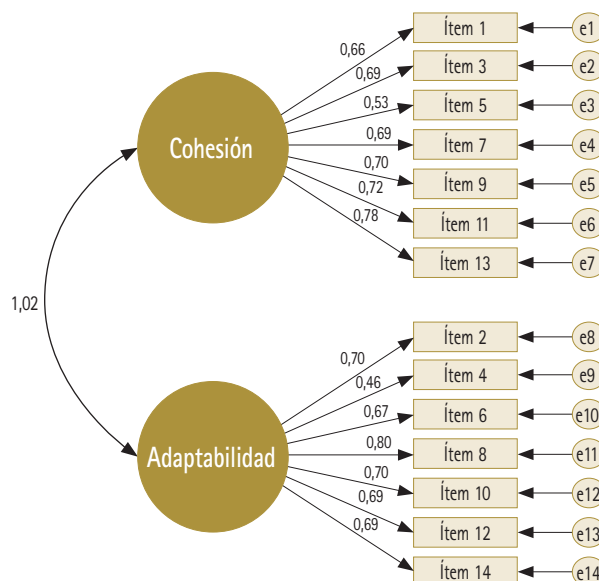 0,66 Ítem 1 e1
0,69 Ítem 3 e2
0,53 Ítem 5 e3
Cohesión 0,69 Ítem 7 e4
0,70 Ítem 9 e5
0,72 Ítem 11 e6
0,78 Ítem 13 e7
1,02
0,70 Ítem 2 e8
0,46 Ítem 4 e9
0,67 Ítem 6 e10
Adaptabilidad 0,80 Ítem 8 e11
0,70 Ítem 10 e12
0,69 Ítem 12 e13
0,69 Ítem 14 e14